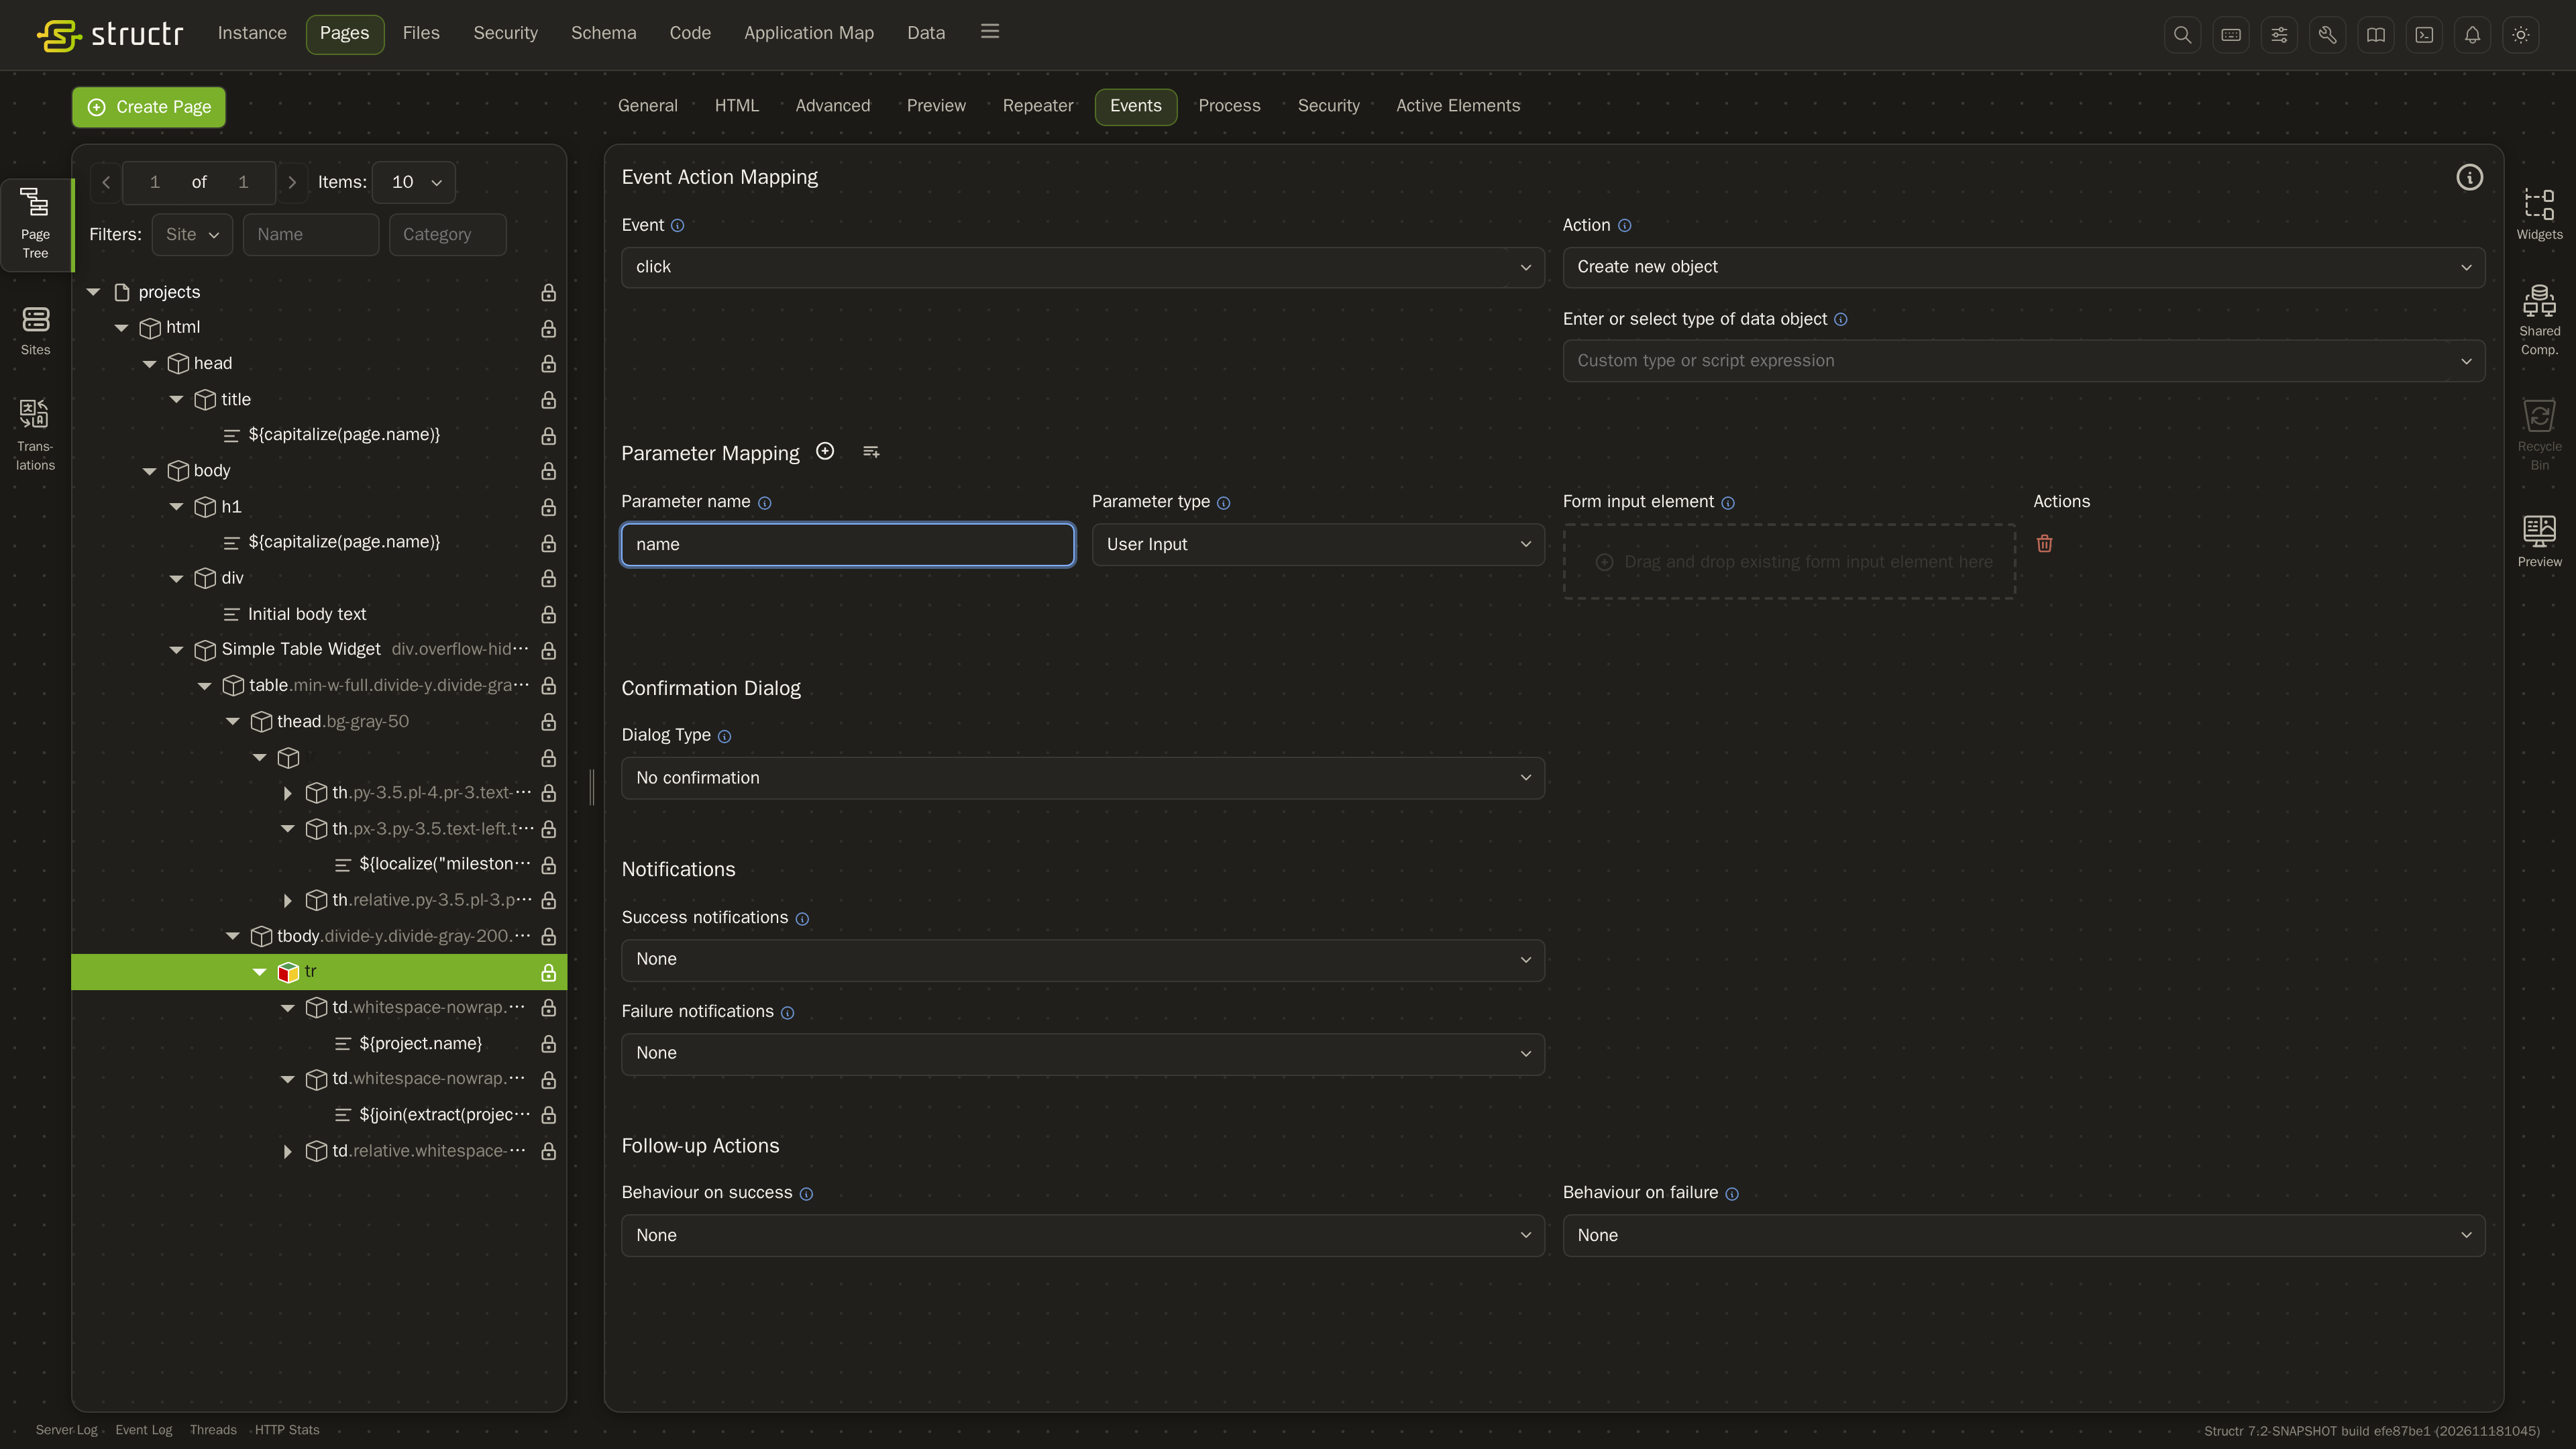 structr Instance Pages Files Security Schema Code Application Map Data
Create Page
General HTML Advanced Preview Repeater Events Process Security Active Elements
1 of 1 Items: 10
Filters: Site Name Category
Page
Tree
Sites
Trans-
lations
projects
html
head
title
${capitalize(page.name)}
body
h1
${capitalize(page.name)}
div
Initial body text
Simple Table Widget div.overflow-hid···
table.min-w-full.divide-y.divide-gra···
thead.bg-gray-50
th.py-3.5.pl-4.pr-3.text-···
th.px-3.py-3.5.text-left.t···
${localize("mileston···
th.relative.py-3.5.pl-3.p···
tbody.divide-y.divide-gray-200.···
tr
td.whitespace-nowrap.···
${project.name}
td.whitespace-nowrap.···
${join(extract(projec···
td.relative.whitespace-···
Event Action Mapping
Event Action
click Create new object
Enter or select type of data object
Custom type or script expression
Parameter Mapping
Parameter name Parameter type Form input element Actions
name User Input Drag and drop existing form input element here
Confirmation Dialog
Dialog Type
No confirmation
Notifications
Success notifications
None
Failure notifications
None
Follow-up Actions
Behaviour on success Behaviour on failure
None None
Widgets
Shared
Comp.
Recycle
Bin
Preview
Server Log Event Log Threads HTTP Stats
Structr 7.2-SNAPSHOT build efe87be1 (202611181045)